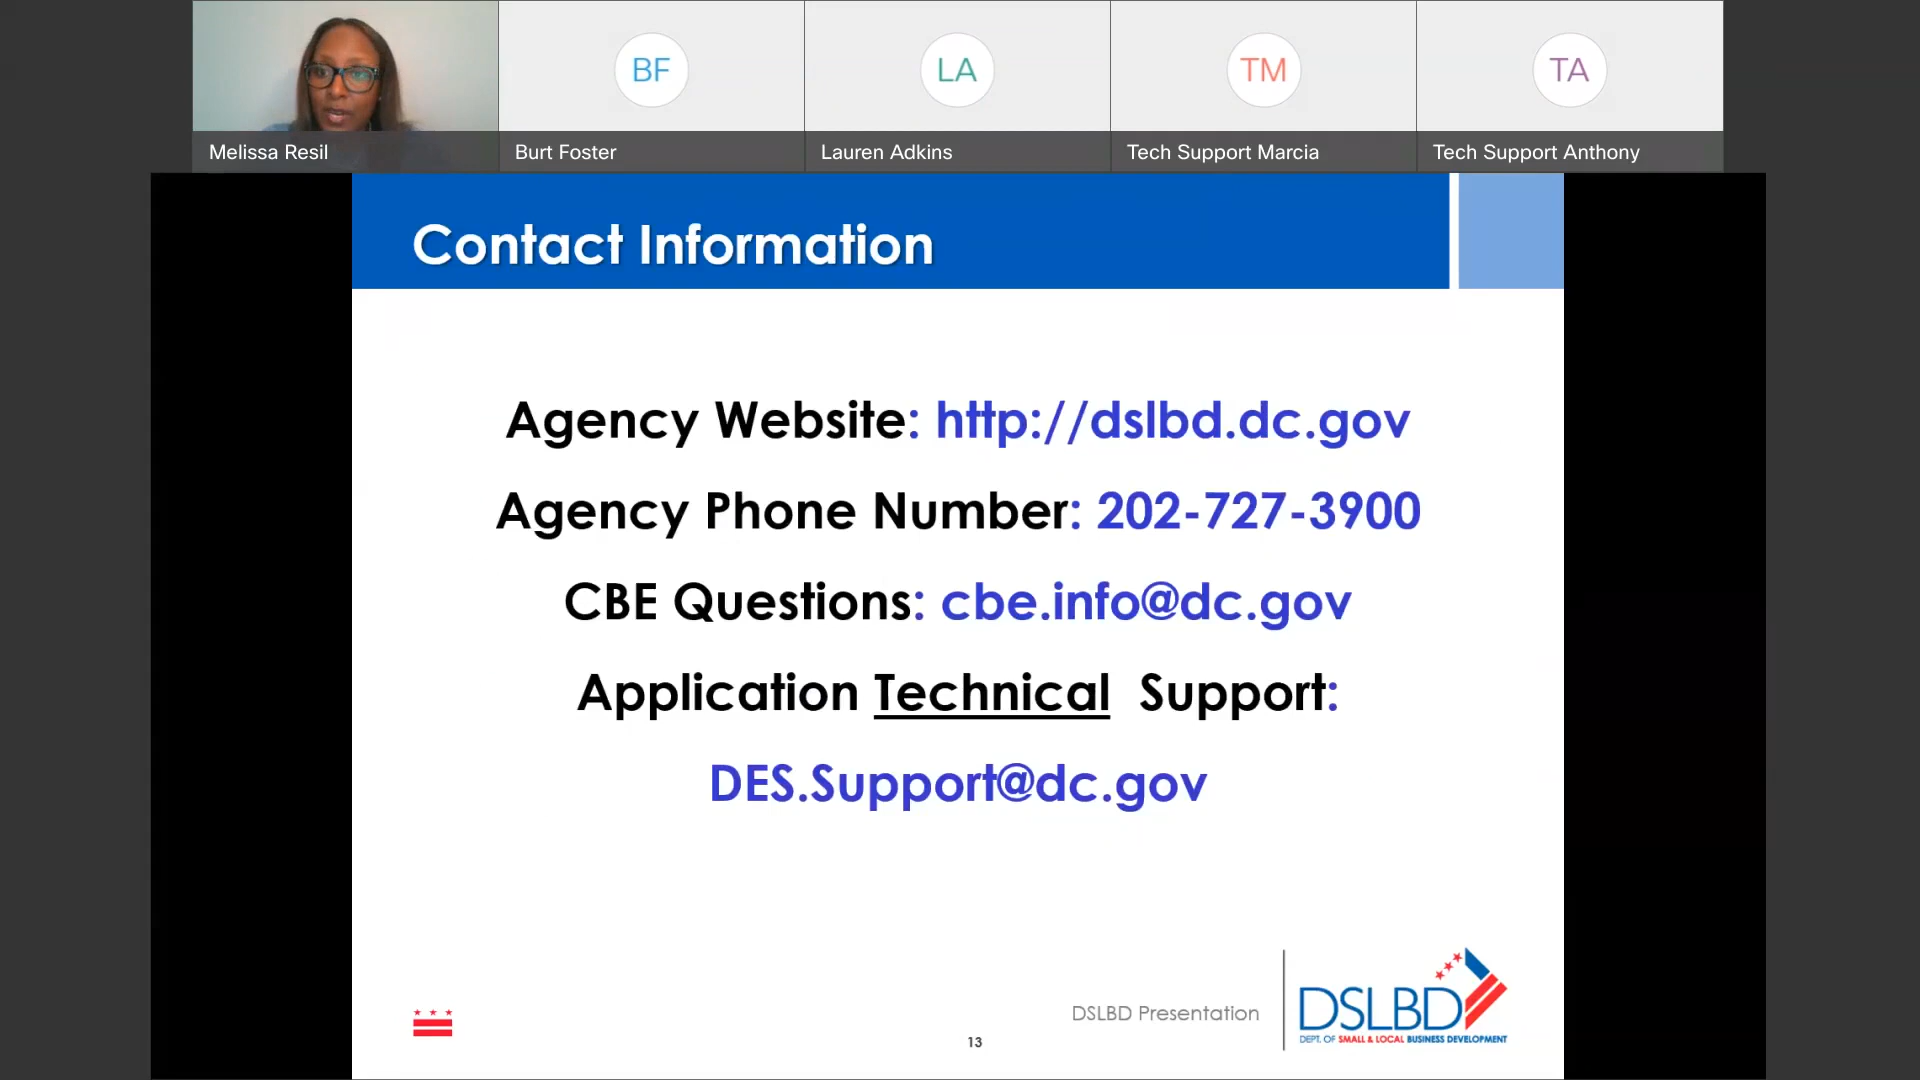 BF
LA
TM
TA
Melissa Resil
Burt Foster
Lauren Adkins
Tech Support Marcia
Tech Support Anthony
Contact Information
Agency Website: http://dslbd.dc.gov
Agency Phone Number: 202-727-3900
CBE Questions: cbe.info@dc.gov
Application Technical Support:
DES.Support@dc.gov
DSLBD Presentation
13
DSLBD
DEPT. OF SMALL & LOCAL BUSINESS DEVELOPMENT